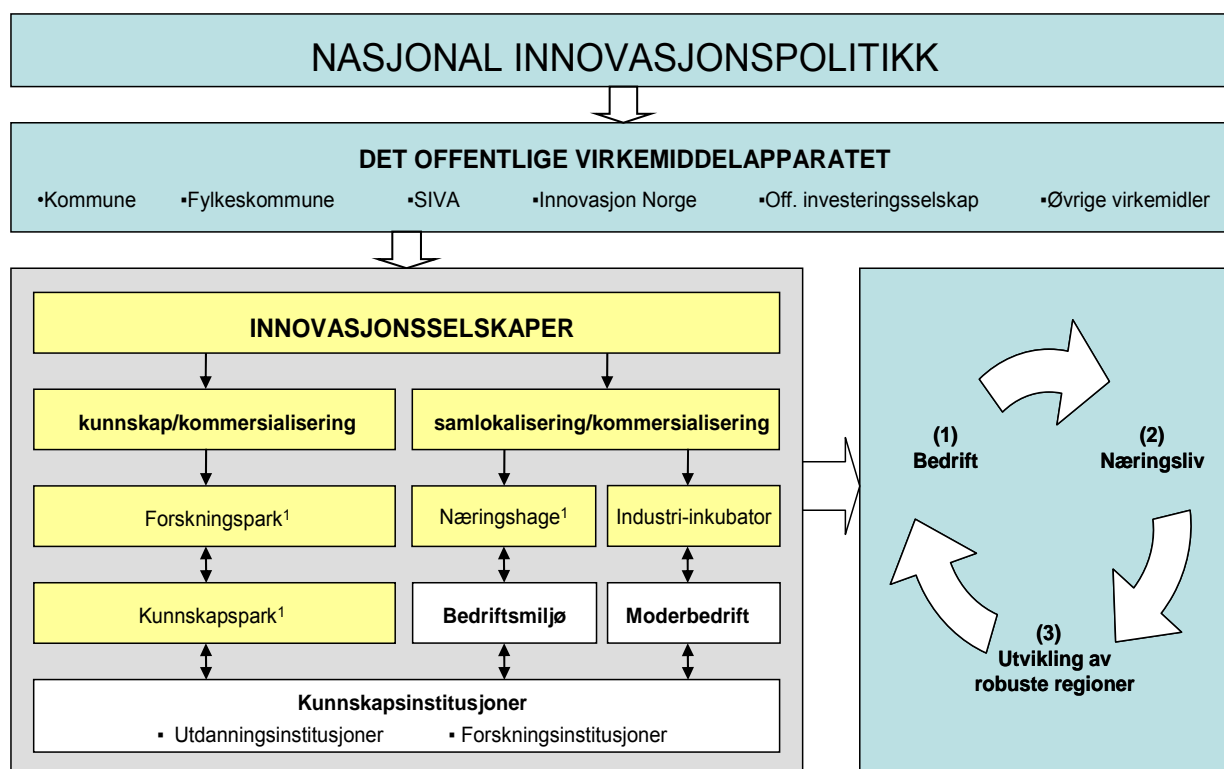 NASJONAL INNOVASJONSPOLITIKK
DET OFFENTLIGE VIRKEMIDDELAPPARATET
•Kommune ▪Fylkeskommune ▪SIVA ▪Innovasjon Norge ▪Off. investeringsselskap ▪Øvrige virkemidler
INNOVASJONSSELSKAPER
kunnskap/kommersialisering
samlokalisering/kommersialisering
Forskningspark¹
Næringshage¹
Industri-inkubator
Kunnskapspark¹
Bedriftsmiljø
Moderbedrift
Kunnskapsinstitusjoner
▪ Utdanningsinstitusjoner ▪ Forskningsinstitusjoner
(1)
Bedrift
(2)
Næringsliv
(3)
Utvikling av
robuste regioner